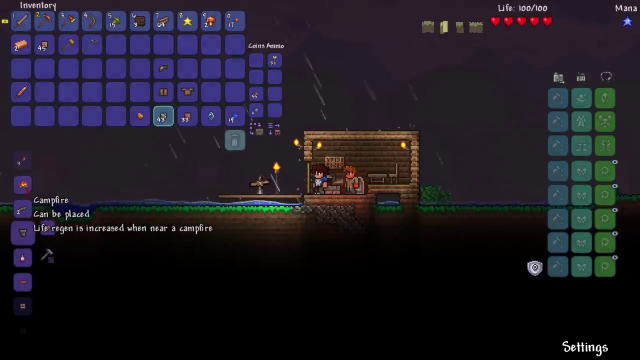 Inventory
Life: 100/100
Mana
Coins Ammo
Campfire
Can be placed
Life regen is increased when near a campfire
Settings